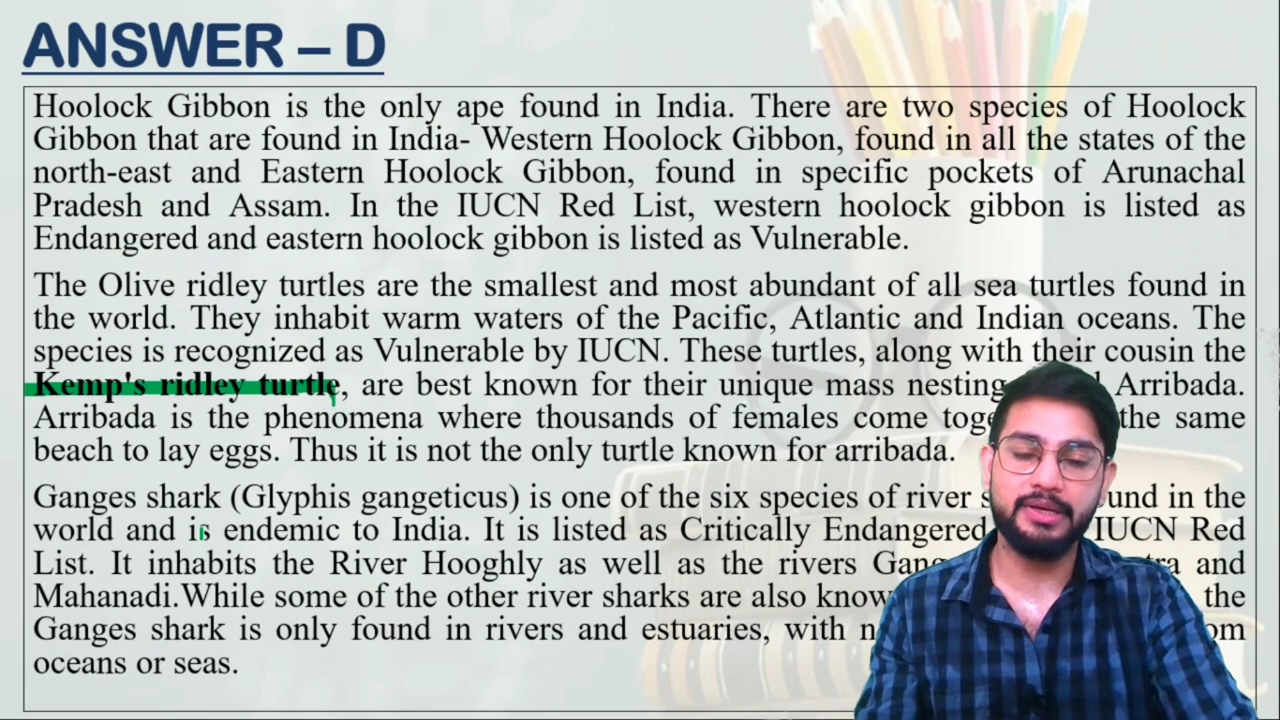 ANSWER – D
Hoolock Gibbon is the only ape found in India. There are two species of Hoolock
Gibbon that are found in India- Western Hoolock Gibbon, found in all the states of the
north-east and Eastern Hoolock Gibbon, found in specific pockets of Arunachal
Pradesh and Assam. In the IUCN Red List, western hoolock gibbon is listed as
Endangered and eastern hoolock gibbon is listed as Vulnerable.
The Olive ridley turtles are the smallest and most abundant of all sea turtles found in
the world. They inhabit warm waters of the Pacific, Atlantic and Indian oceans. The
species is recognized as Vulnerable by IUCN. These turtles, along with their cousin the
Kemp's ridley turtle, are best known for their unique mass nesting Arribada.
Arribada is the phenomena where thousands of females come the same
beach to lay eggs. Thus it is not the only turtle known for arribada.
Ganges shark (Glyphis gangeticus) is one of the six species of river in the
world and is endemic to India. It is listed as Critically Endangered IUCN Red
List. It inhabits the River Hooghly as well as the rivers and
Mahanadi.While some of the other river sharks are also the
Ganges shark is only found in rivers and estuaries, with
oceans or seas.